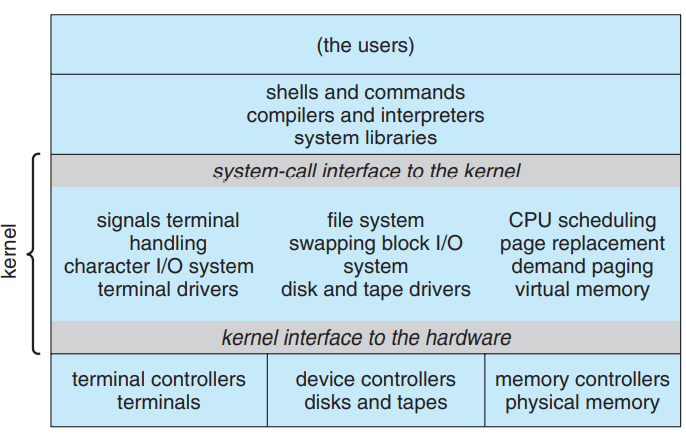 (the users)
shells and commands
compilers and interpreters
system libraries
system-call interface to the kernel
kernel
signals terminal
handling
character I/O system
terminal drivers
file system
swapping block I/O
system
disk and tape drivers
CPU scheduling
page replacement
demand paging
virtual memory
kernel interface to the hardware
terminal controllers
terminals
device controllers
disks and tapes
memory controllers
physical memory